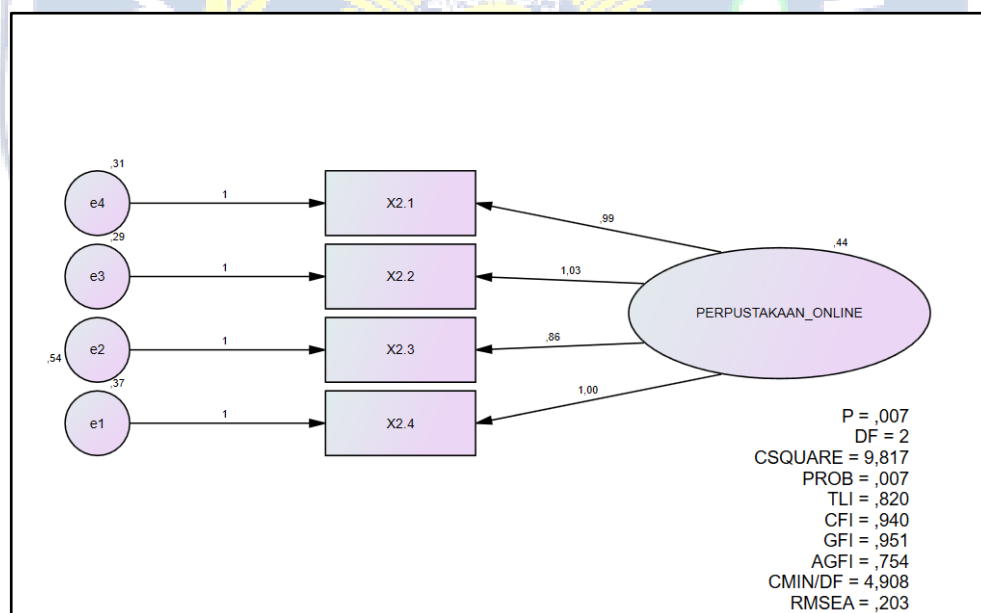 ,31
e4
1
X2.1
,99
,29
e3
1
X2.2
1,03
,44
PERPUSTAKAAN_ONLINE
e2
,54
1
X2.3
,86
,37
e1
1
X2.4
1,00
P = ,007
DF = 2
CSQUARE = 9,817
PROB = ,007
TLI = ,820
CFI = ,940
GFI = ,951
AGFI = ,754
CMIN/DF = 4,908
RMSEA = ,203